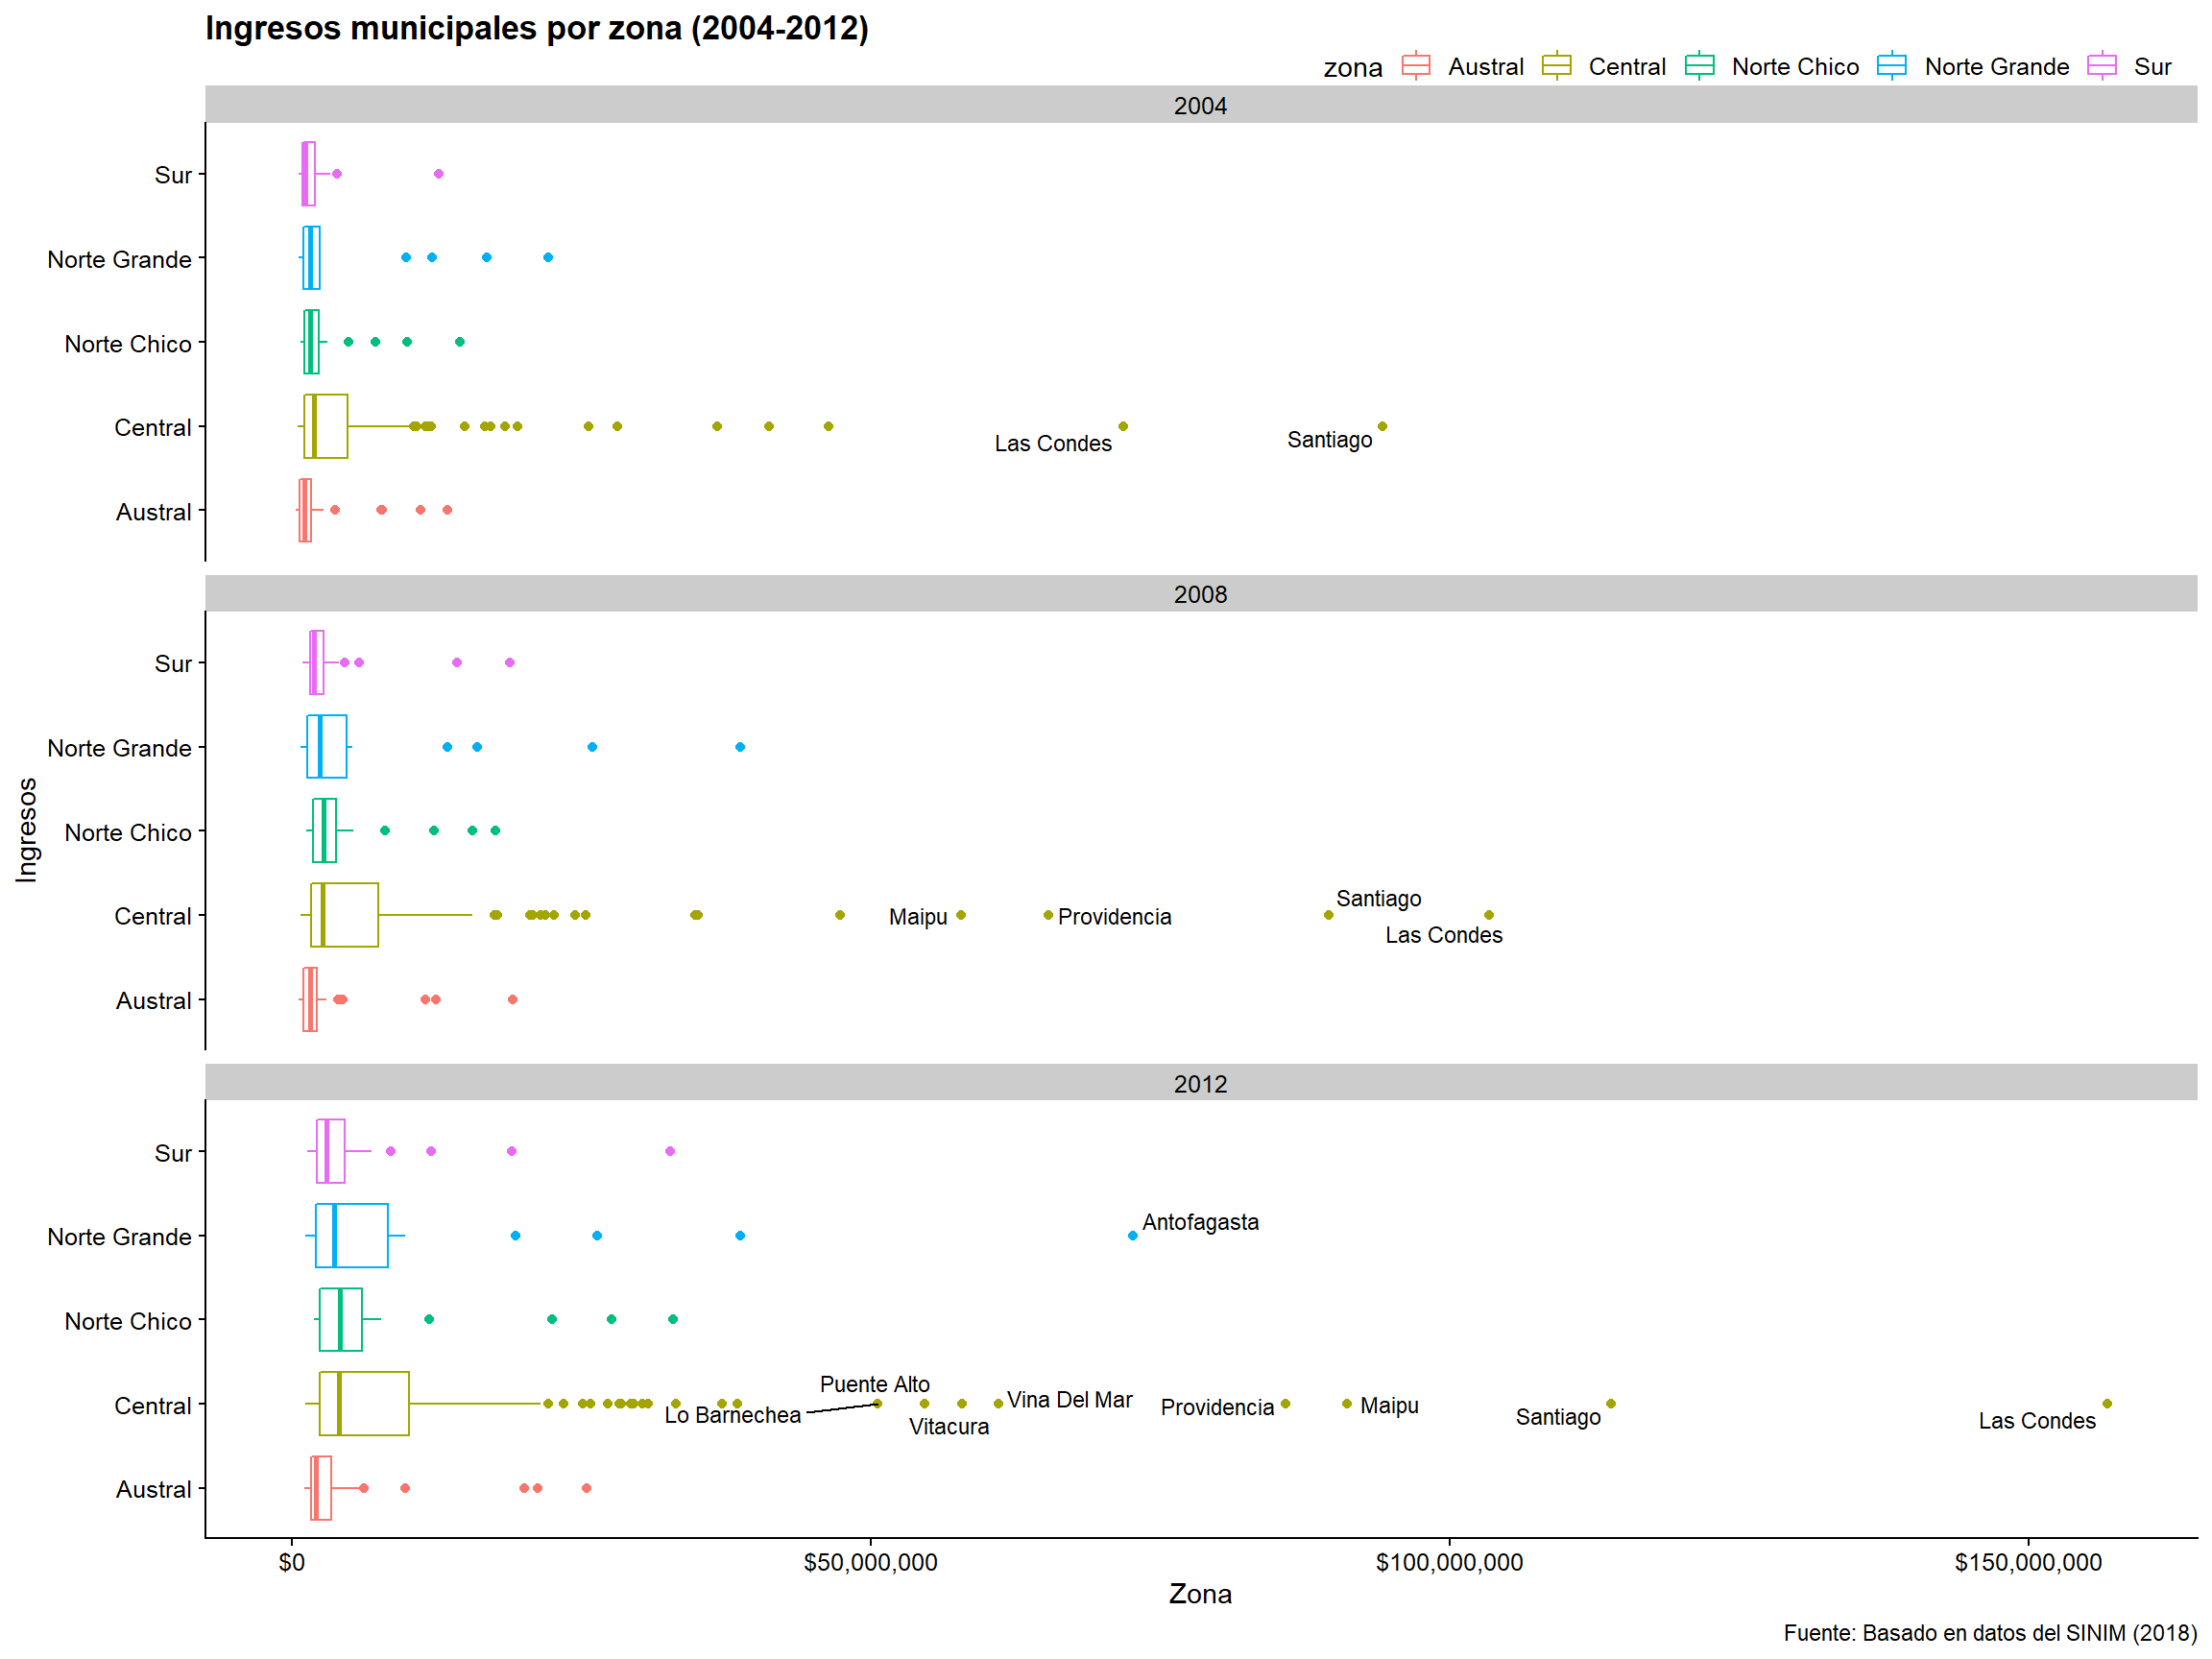 Ingresos municipales por zona (2004-2012)
zona Austral Central Norte Chico Norte Grande Sur
2004
Sur
Norte Grande
Norte Chico
Central
Las Condes
Santiago
Austral
2008
Sur
Norte Grande
Norte Chico
Central
Maipu
Providencia
Santiago
Las Condes
Austral
Ingresos
2012
Sur
Norte Grande
Antofagasta
Norte Chico
Central
Puente Alto
Lo Barnechea
Vitacura
Vina Del Mar
Providencia
Maipu
Santiago
Las Condes
Austral
$0 $50,000,000 $100,000,000 $150,000,000
Zona
Fuente: Basado en datos del SINIM (2018)